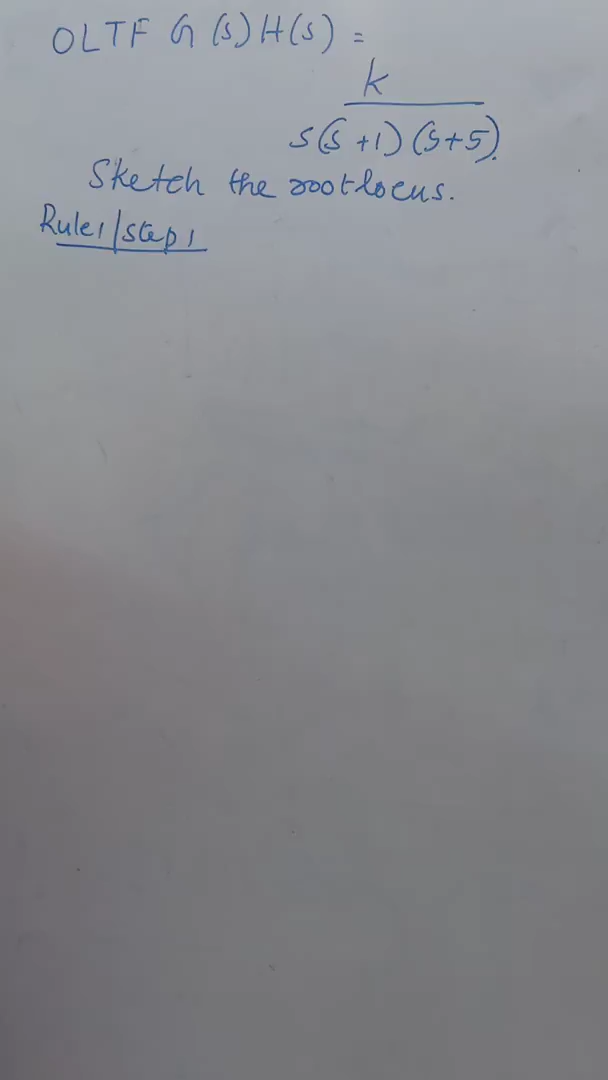 OLTF G(s)H(s) =
k
s(s+1)(s+5).
Sketch the rootlocus.
Rule1/step1